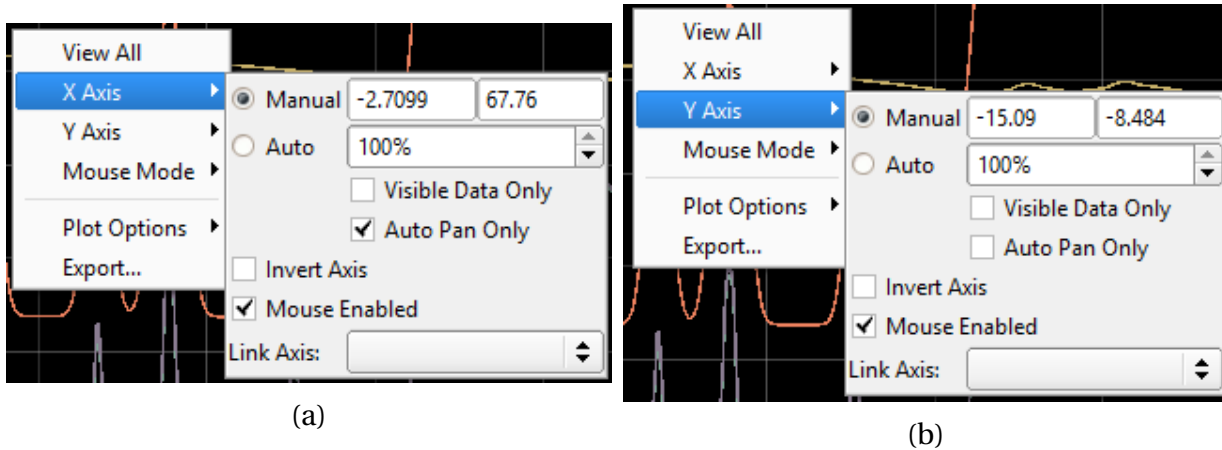 View All
X Axis
Y Axis
Mouse Mode
Plot Options
Export...
Manual -2.7099 67.76
Auto 100%
Visible Data Only
Auto Pan Only
Invert Axis
Mouse Enabled
Link Axis:
(a)
View All
X Axis
Y Axis
Mouse Mode
Plot Options
Export...
Manual -15.09 -8.484
Auto 100%
Visible Data Only
Auto Pan Only
Invert Axis
Mouse Enabled
Link Axis:
(b)